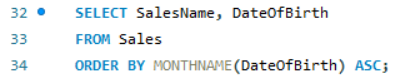 32 SELECT SalesName, DateOfBirth
33 FROM Sales
34 ORDER BY MONTHNAME(DateOfBirth) ASC;